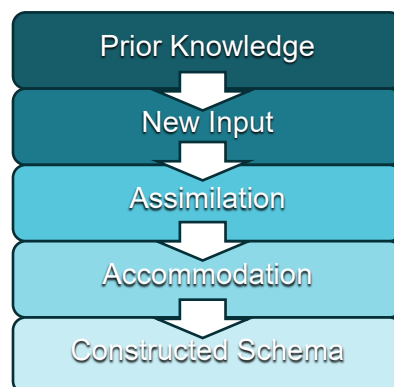 Prior Knowledge
New Input
Assimilation
Accommodation
Constructed Schema